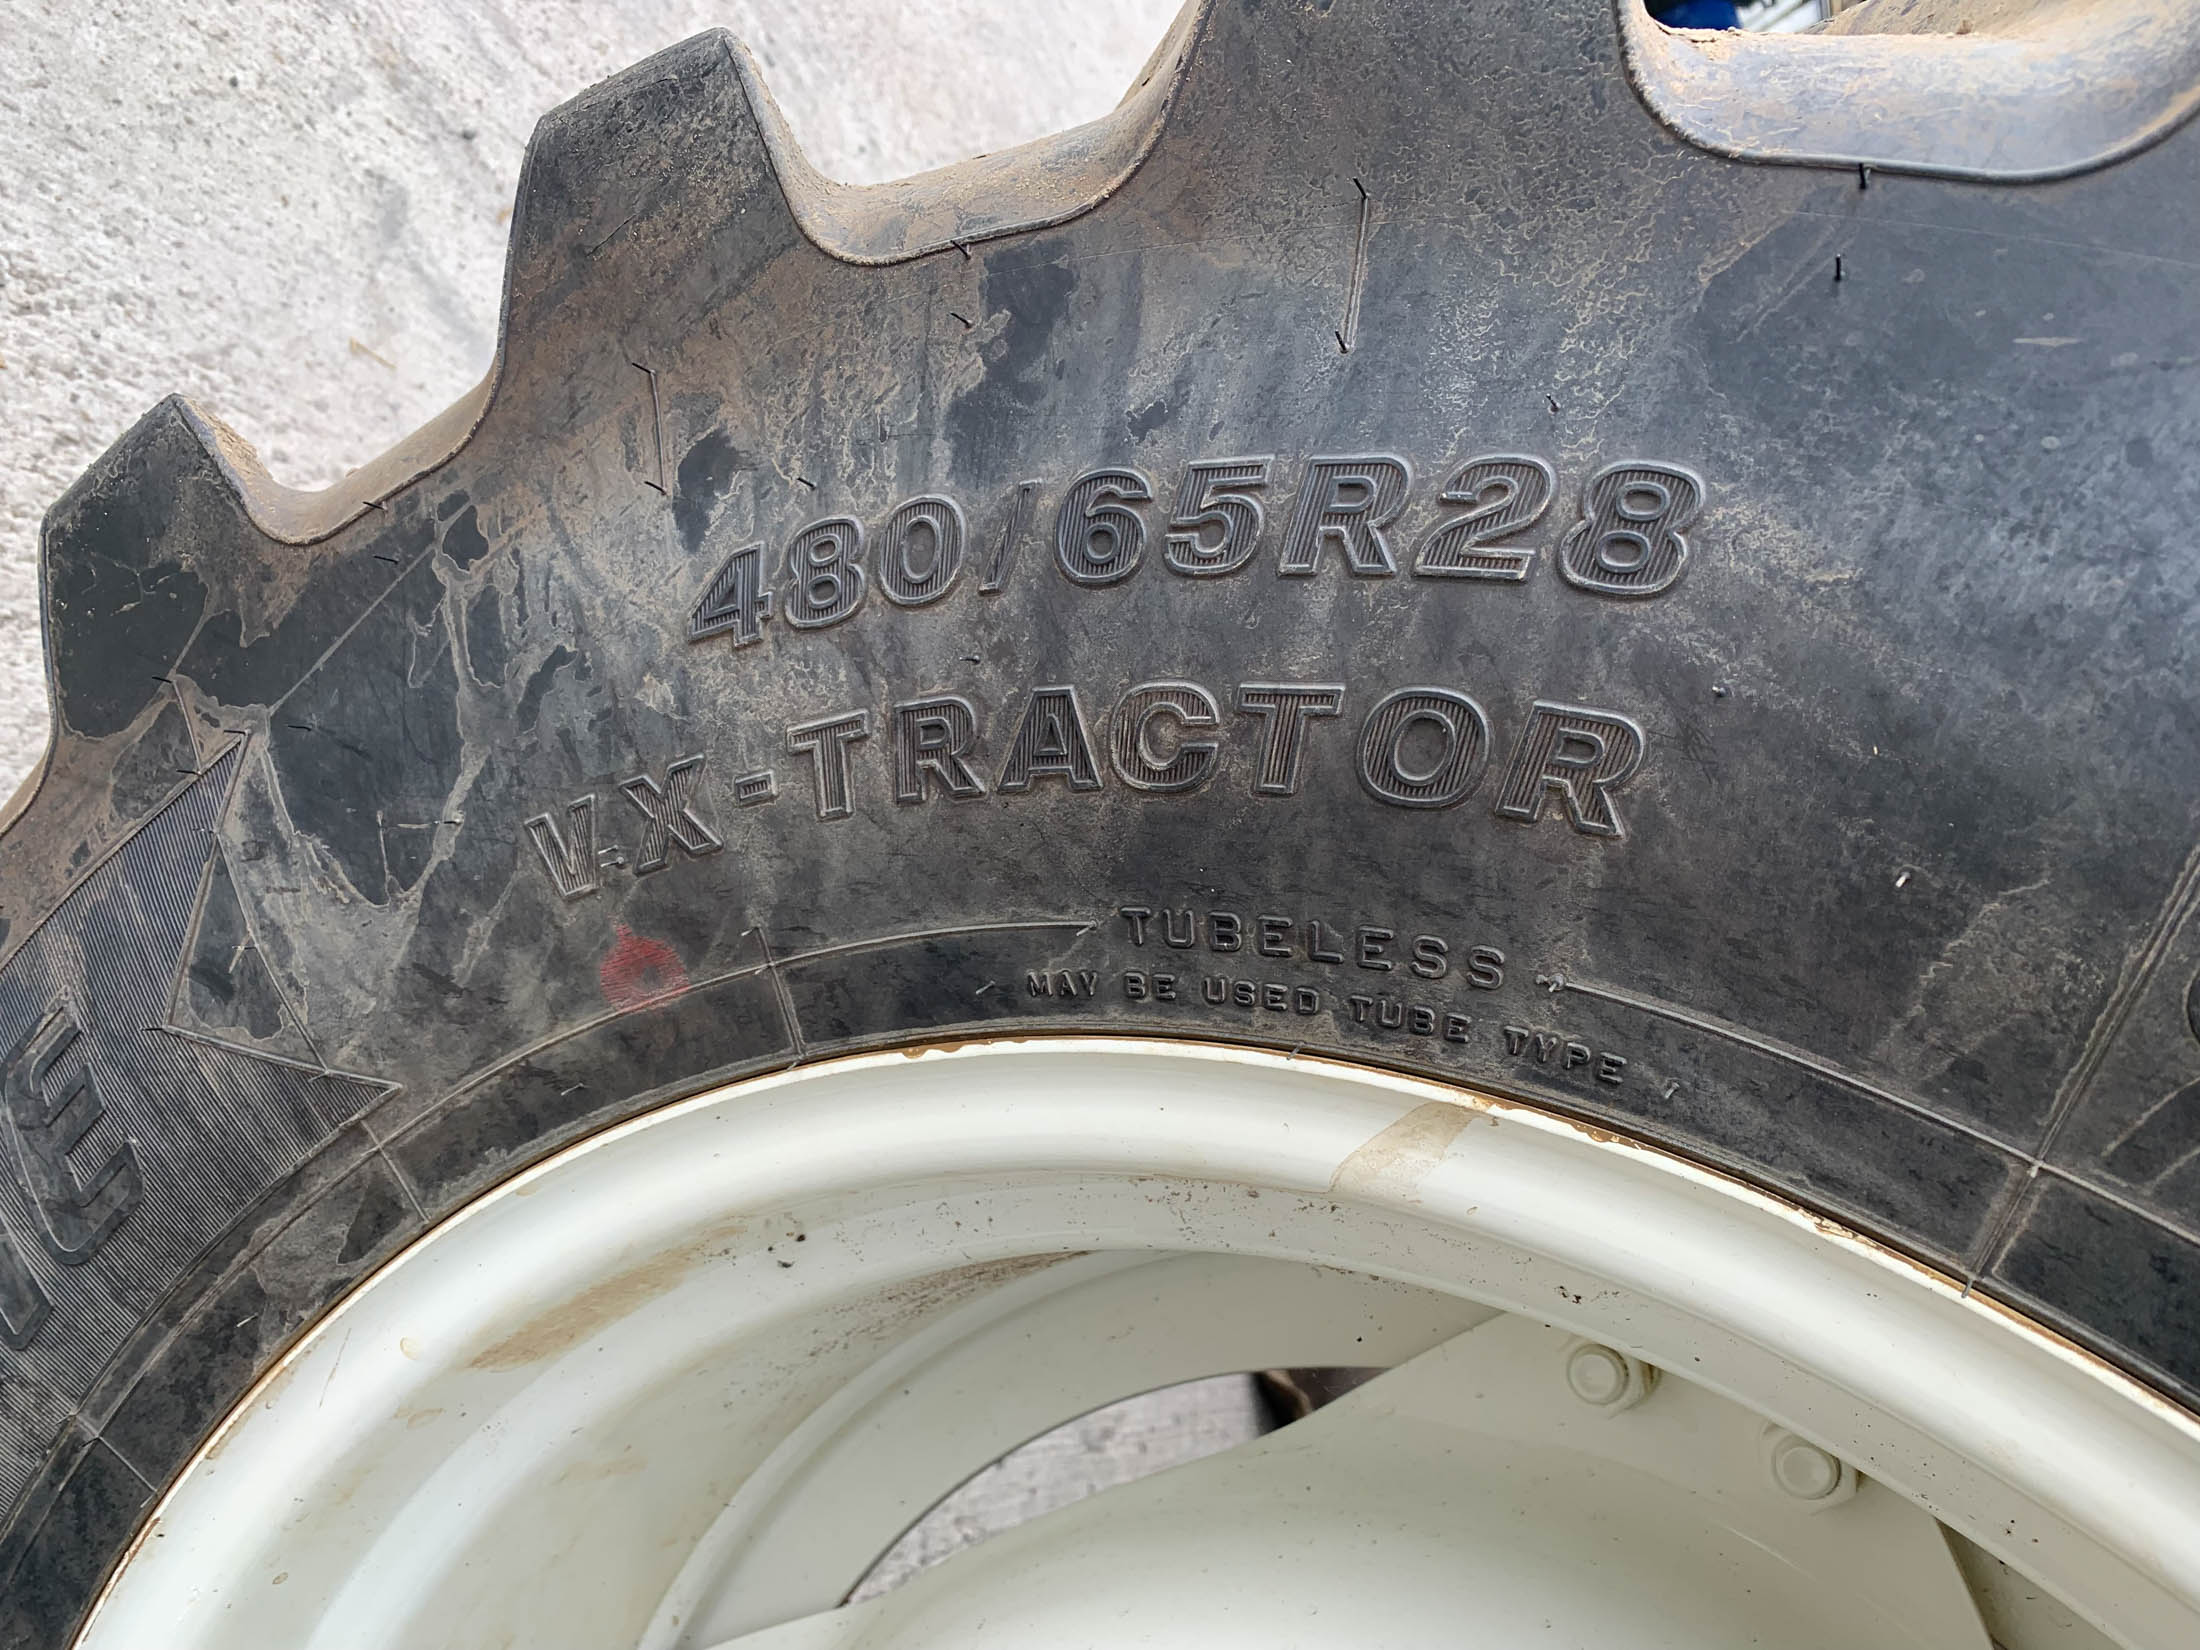 480/65R28
VX-TRACTOR
TUBELESS
MAY BE USED TUBE TYPE